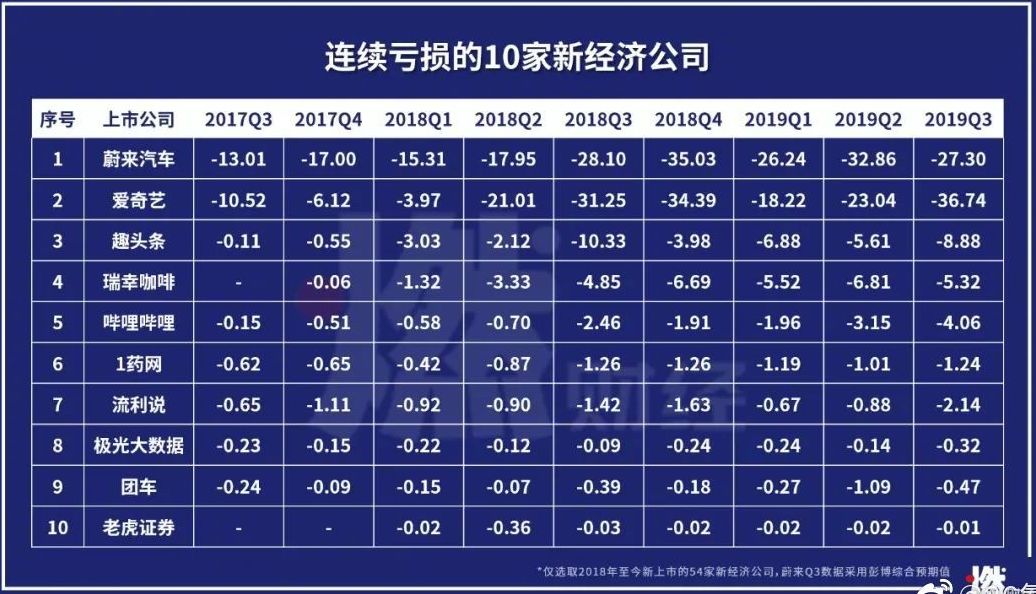 连续亏损的10家新经济公司
序号 上市公司 2017Q3 2017Q4 2018Q1 2018Q2 2018Q3 2018Q4 2019Q1 2019Q2 2019Q3
1 蔚来汽车 -13.01 -17.00 -15.31 -17.95 -28.10 -35.03 -26.24 -32.86 -27.30
2 爱奇艺 -10.52 -6.12 -3.97 -21.01 -31.25 -34.39 -18.22 -23.04 -36.74
3 趣头条 -0.11 -0.55 -3.03 -2.12 -10.33 -3.98 -6.88 -5.61 -8.88
4 瑞幸咖啡 - -0.06 -1.32 -3.33 -4.85 -6.69 -5.52 -6.81 -5.32
5 哔哩哔哩 -0.15 -0.51 -0.58 -0.70 -2.46 -1.91 -1.96 -3.15 -4.06
6 1药网 -0.62 -0.65 -0.42 -0.87 -1.26 -1.26 -1.19 -1.01 -1.24
7 流利说 -0.65 -1.11 -0.92 -0.90 -1.42 -1.63 -0.67 -0.88 -2.14
8 极光大数据 -0.23 -0.15 -0.22 -0.12 -0.09 -0.24 -0.24 -0.14 -0.32
9 团车 -0.24 -0.09 -0.15 -0.07 -0.39 -0.18 -0.27 -1.09 -0.47
10 老虎证券 - - -0.02 -0.36 -0.03 -0.02 -0.02 -0.02 -0.01
燃财经
*仅选取2018年至今新上市的54家新经济公司,蔚来Q3数据采用彭博综合预期值
燃